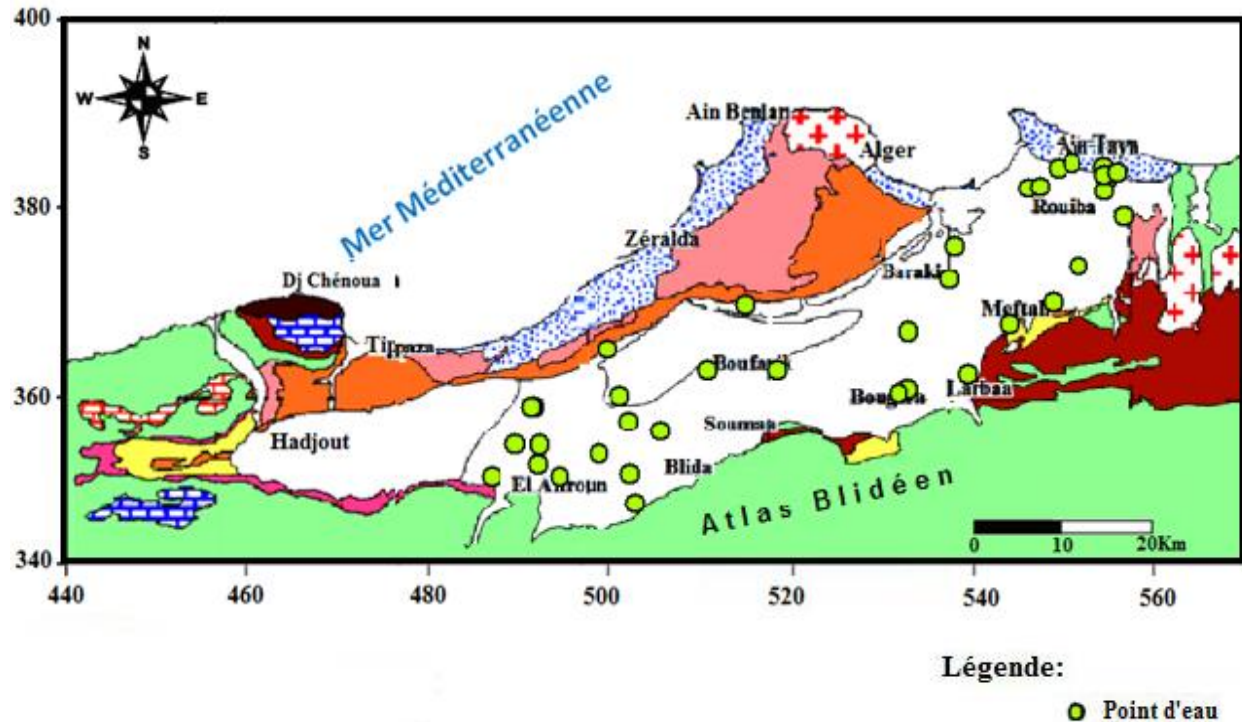 400
N
W E
S
Mer Méditerranéenne
Ain Benian
Alger
Ain Taya
380
Rouiba
Zéralda
Baraki
Dj Chénoua
Meftah
Tipaza
Boufarik
360
Bougara
Larbaa
Hadjout
Soumaa
Blida
El Affroun
Atlas Blidéen
0 10 20Km
340
440 460 480 500 520 540 560
Légende:
Point d'eau